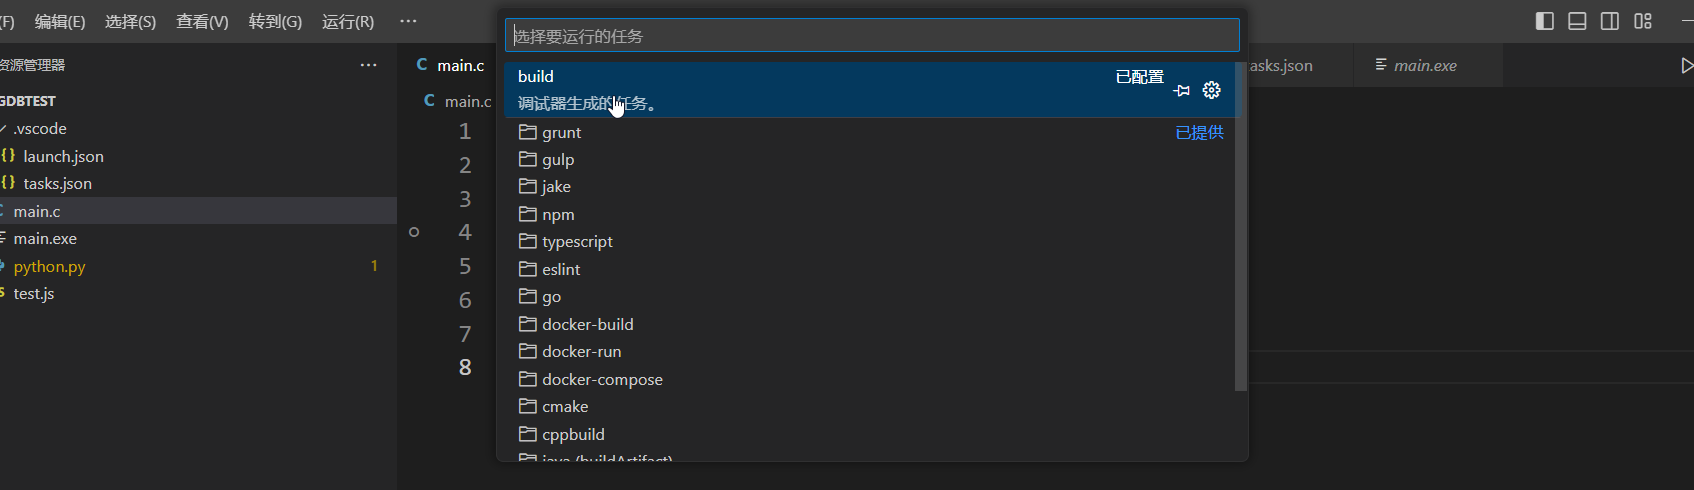 (F) 编辑(E) 选择(S) 查看(V) 转到(G) 运行(R) ···
选择要运行的任务
资源管理器 ···
main.c
tasks.json
main.exe
GDBTEST
.vscode
{} launch.json
{} tasks.json
main.c
main.exe
python.py 1
test.js
C main.c
1
2
3
4
5
6
7
8
build 已配置
调试器生成的任务。
grunt 已提供
gulp
jake
npm
typescript
eslint
go
docker-build
docker-run
docker-compose
cmake
cppbuild
java (buildArtifact)